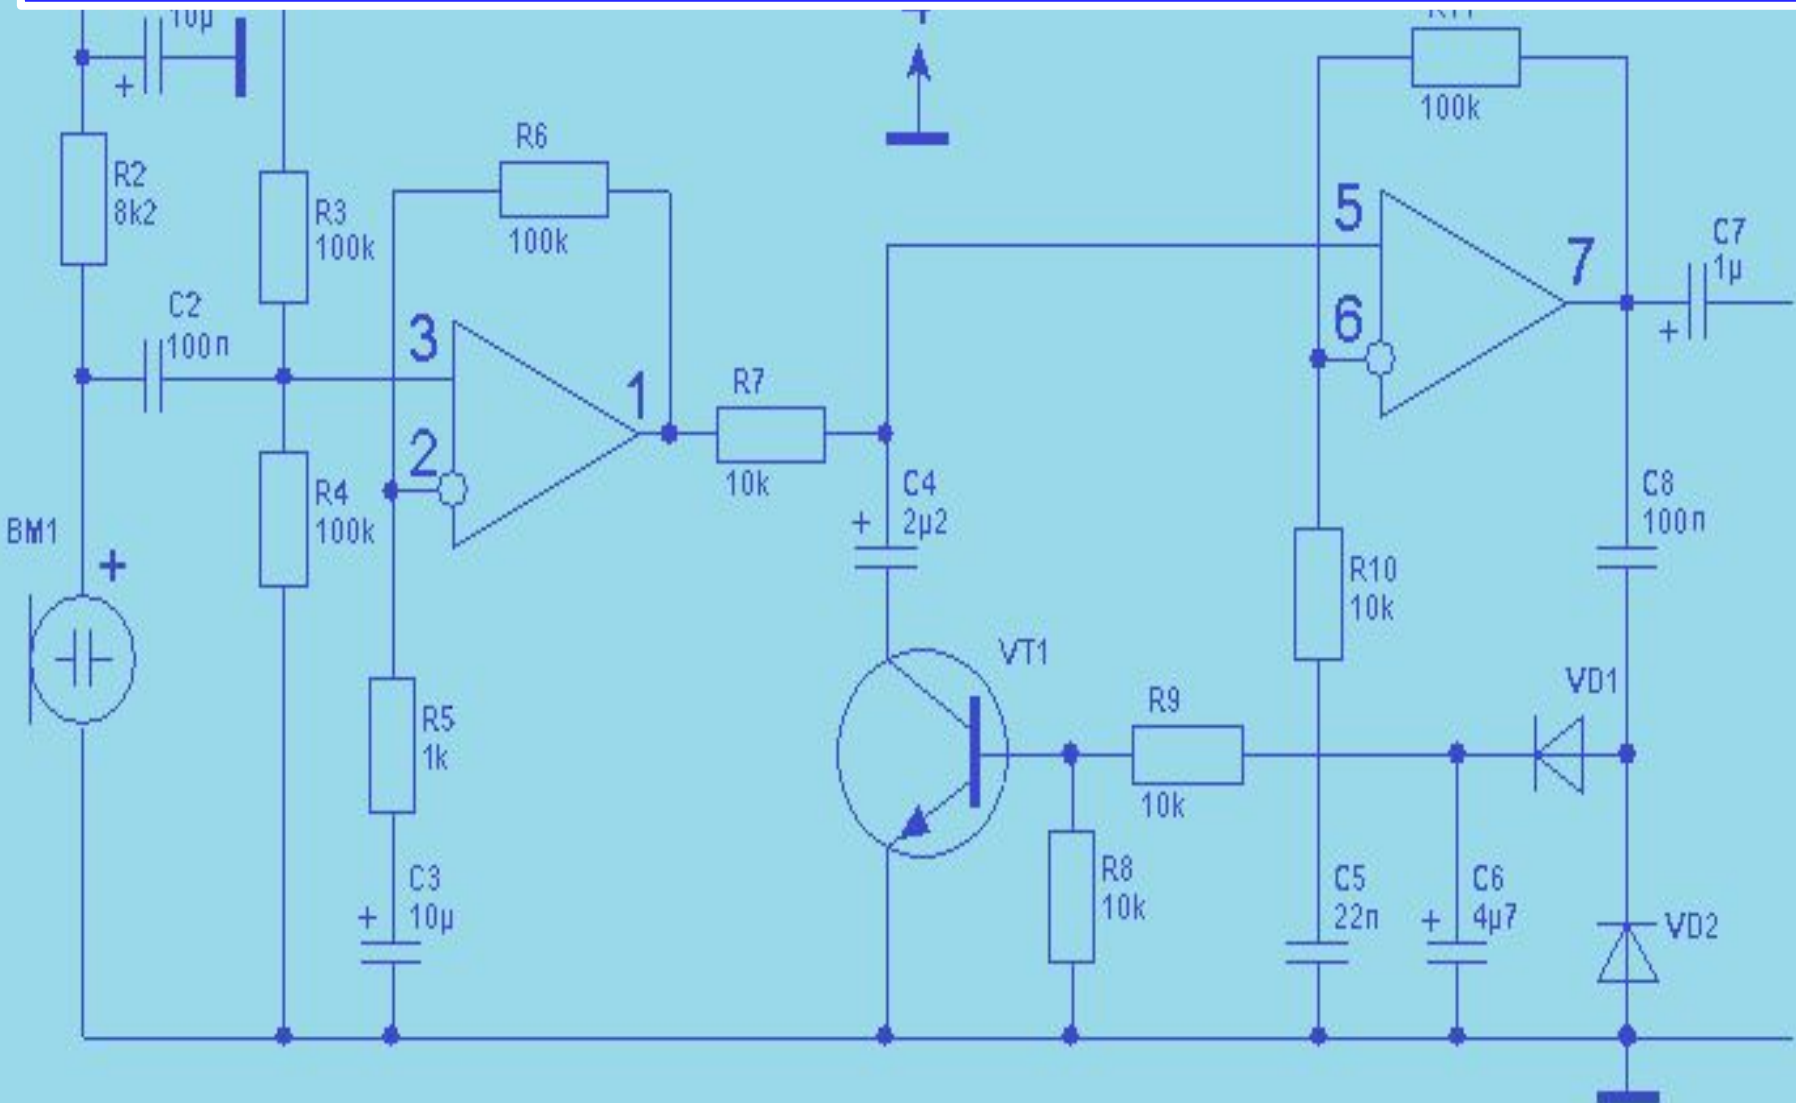 10µ
+
100k
R6
R2
8k2
R3
100k
100k
5
C7
1µ
7
+
C2
100n
3
6
1
R7
2
10k
R4
100k
C4
2µ2
+
C8
100n
BM1
+
R10
10k
VT1
VD1
R9
R5
1k
10k
C3
10µ
+
R8
10k
C5
22n
C6
4µ7
+
VD2